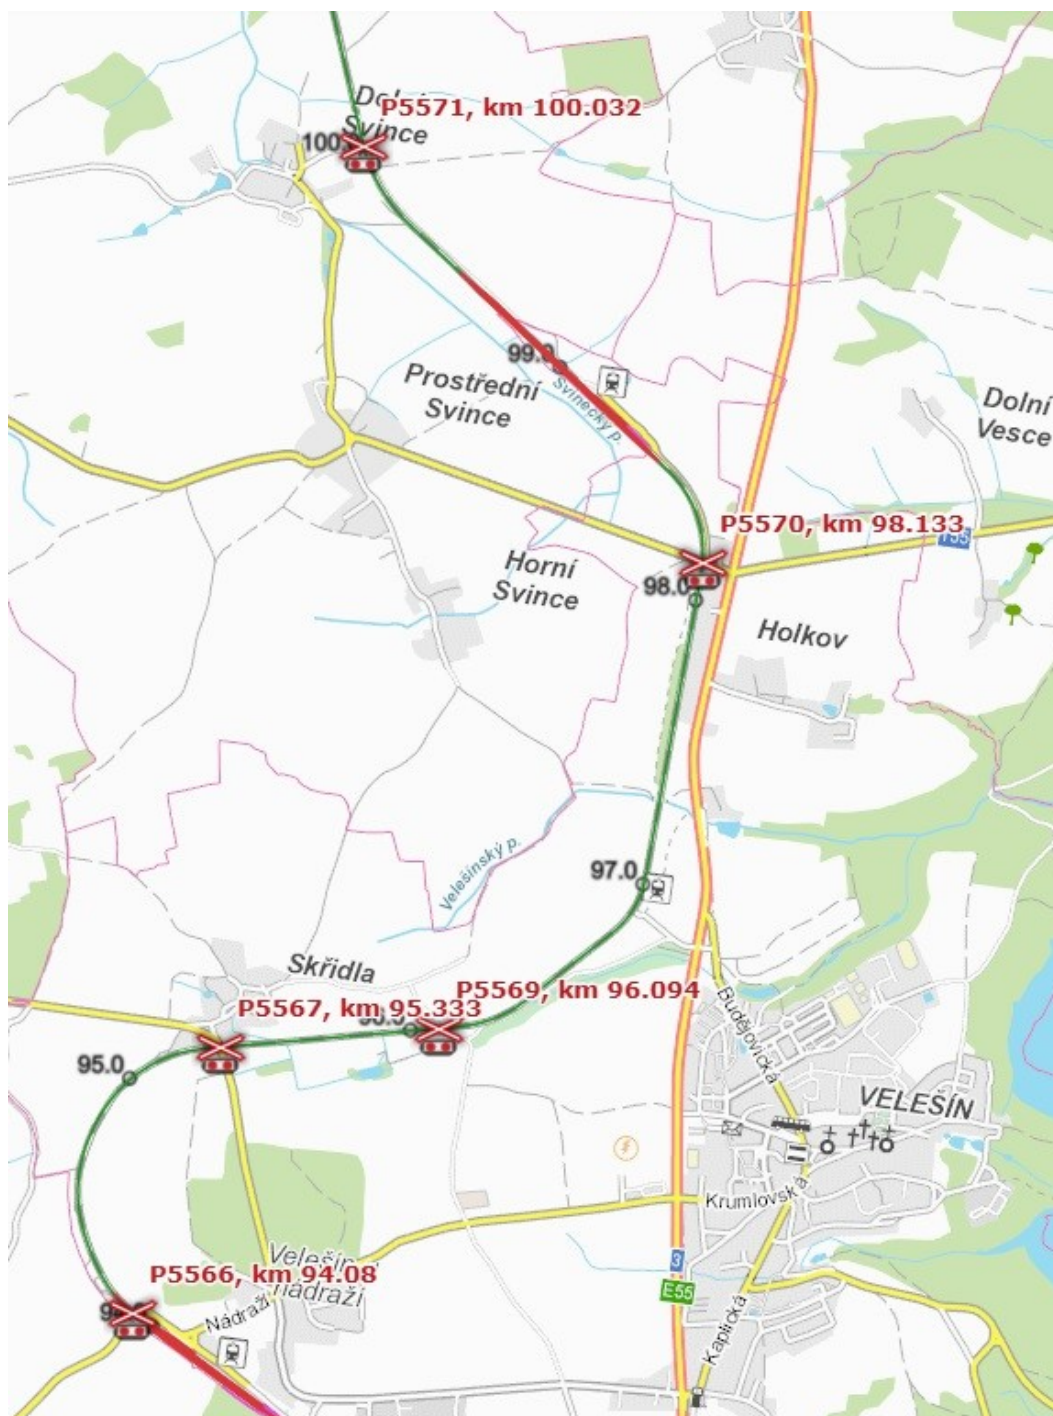 Dolní
P5571, km 100.032
Svince
100.
99.0
Prostřední
Svince
Svinecký p.
Dolní
Vesce
P5570, km 98.133
155
Horní
Svince
98.0
Holkov
97.0
Velešínský p.
Skřidla
P5569, km 96.094
P5567, km 95.333
95.0
Budějovická
VELEŠÍN
Krumlovská
Velešín
nádraží
P5566, km 94.08
3
E55
Nádraží
Kaplická